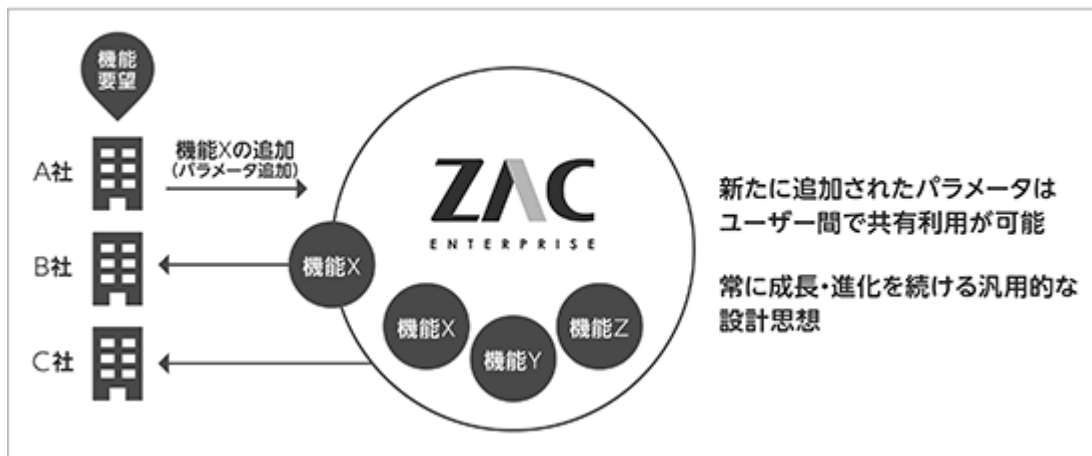 機能
要望
A社
機能Xの追加
(パラメータ追加)
B社
C社
ZAC
ENTERPRISE
機能X
機能X
機能Y
機能Z
新たに追加されたパラメータは
ユーザー間で共有利用が可能
常に成長・進化を続ける汎用的な
設計思想